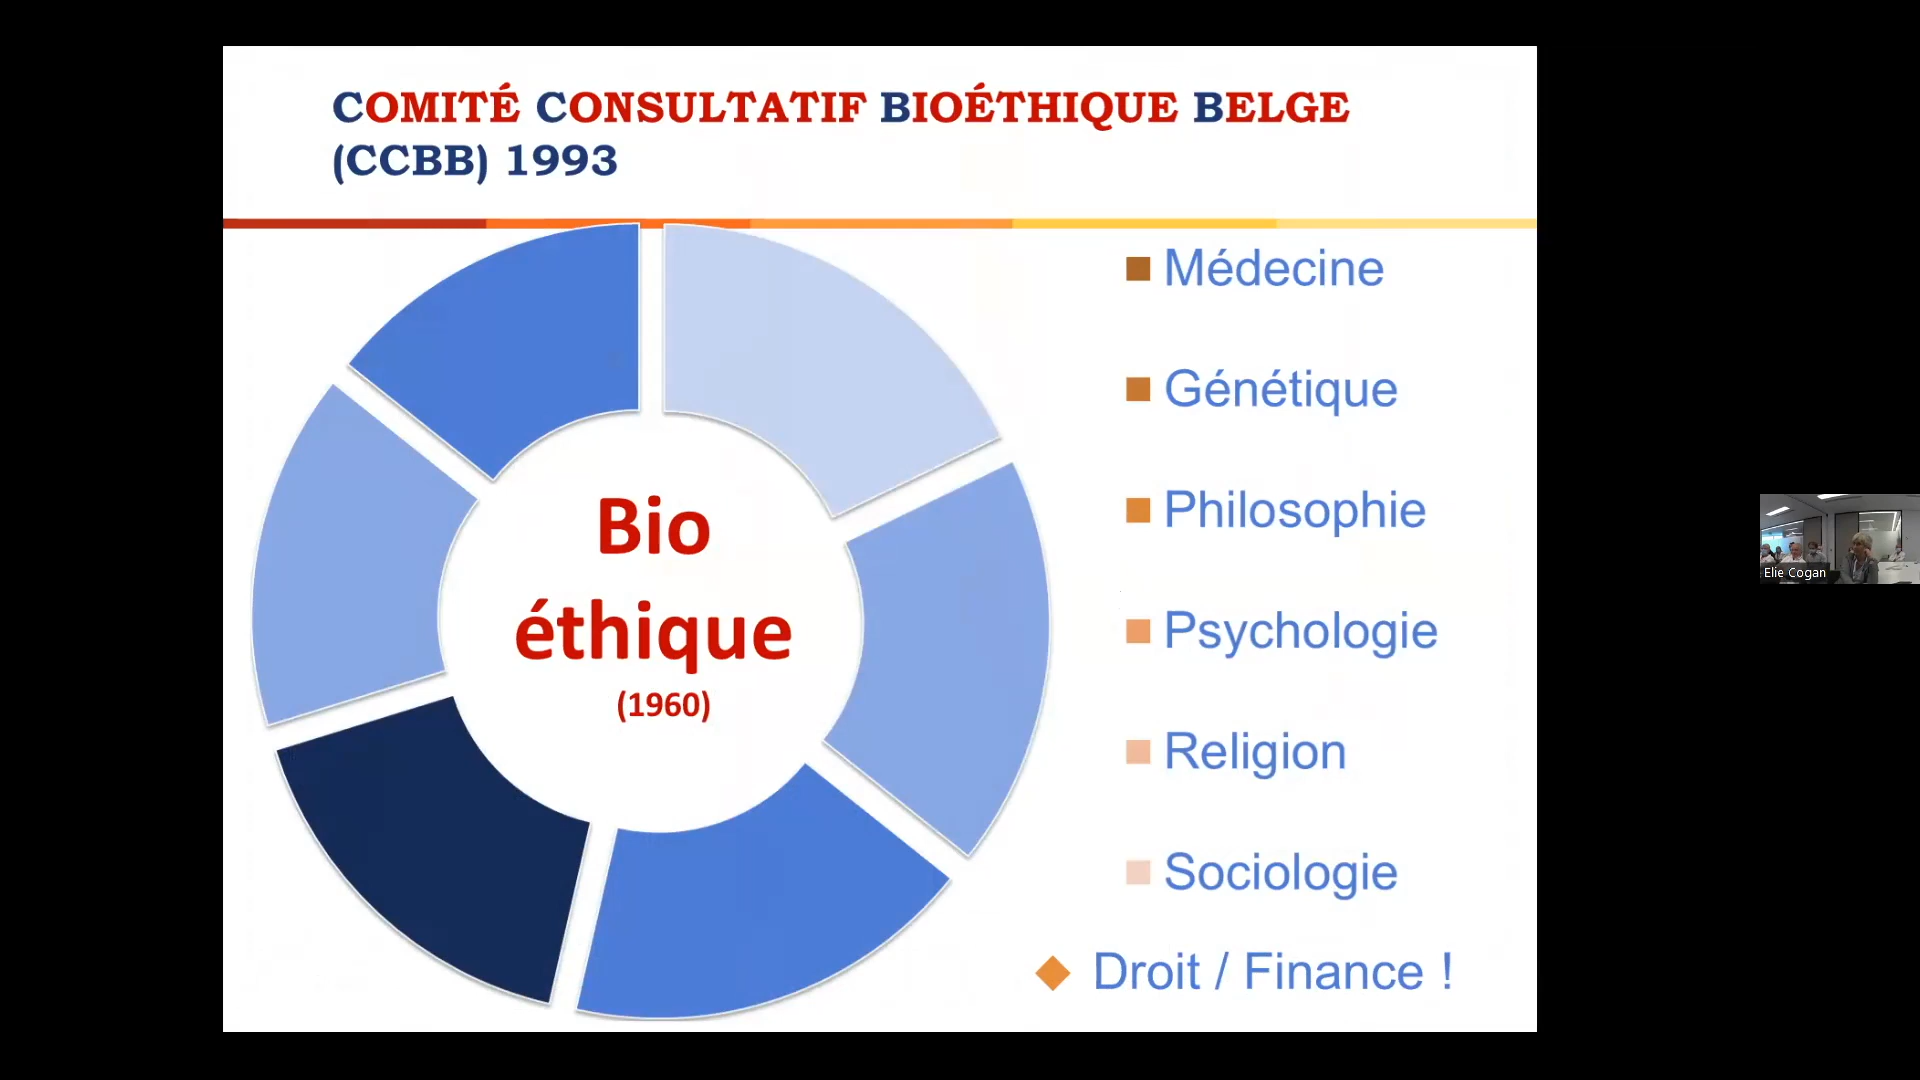 COMITÉ CONSULTATIF BIOÉTHIQUE BELGE
(CCBB) 1993
Bio
éthique
(1960)
Médecine
Génétique
Philosophie
Psychologie
Religion
Sociologie
Droit / Finance !
Elie Cogan